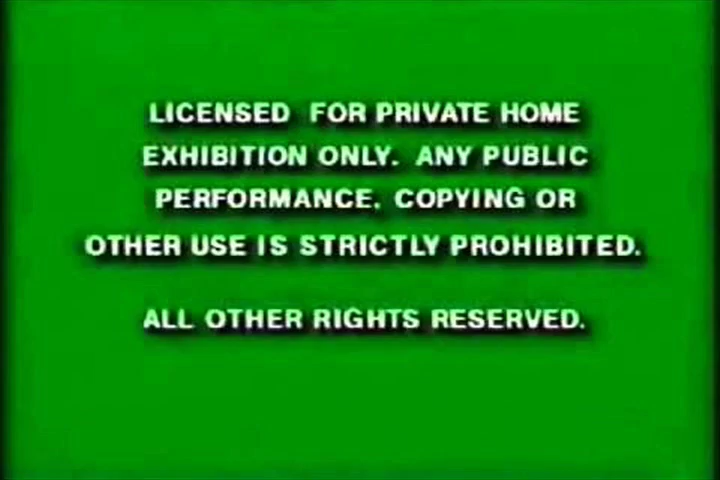 LICENSED FOR PRIVATE HOME
EXHIBITION ONLY. ANY PUBLIC
PERFORMANCE, COPYING OR
OTHER USE IS STRICTLY PROHIBITED.
ALL OTHER RIGHTS RESERVED.